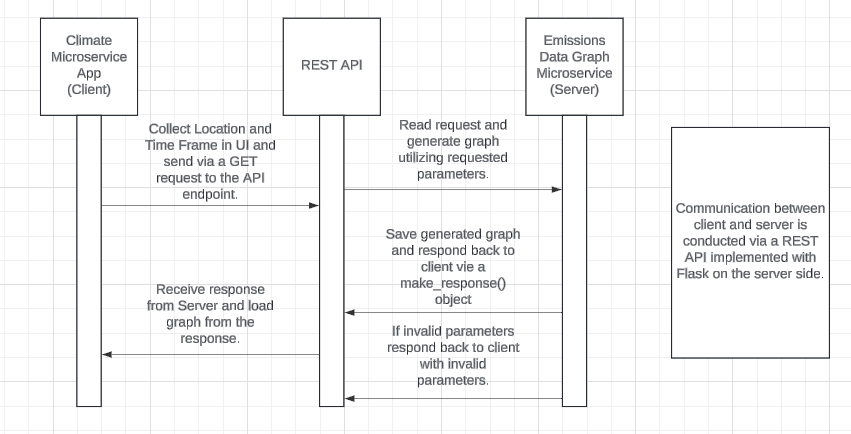 Climate
Microservice
App
(Client)
REST API
Emissions
Data Graph
Microservice
(Server)
Collect Location and
Time Frame in UI and
send via a GET
request to the API
endpoint.
Read request and
generate graph
utilizing requested
parameters.
Save generated graph
and respond back to
client vie a
make_response()
object
Receive response
from Server and load
graph from the
response.
If invalid parameters
respond back to client
with invalid
parameters.
Communication between
client and server is
conducted via a REST
API implemented with
Flask on the server side.